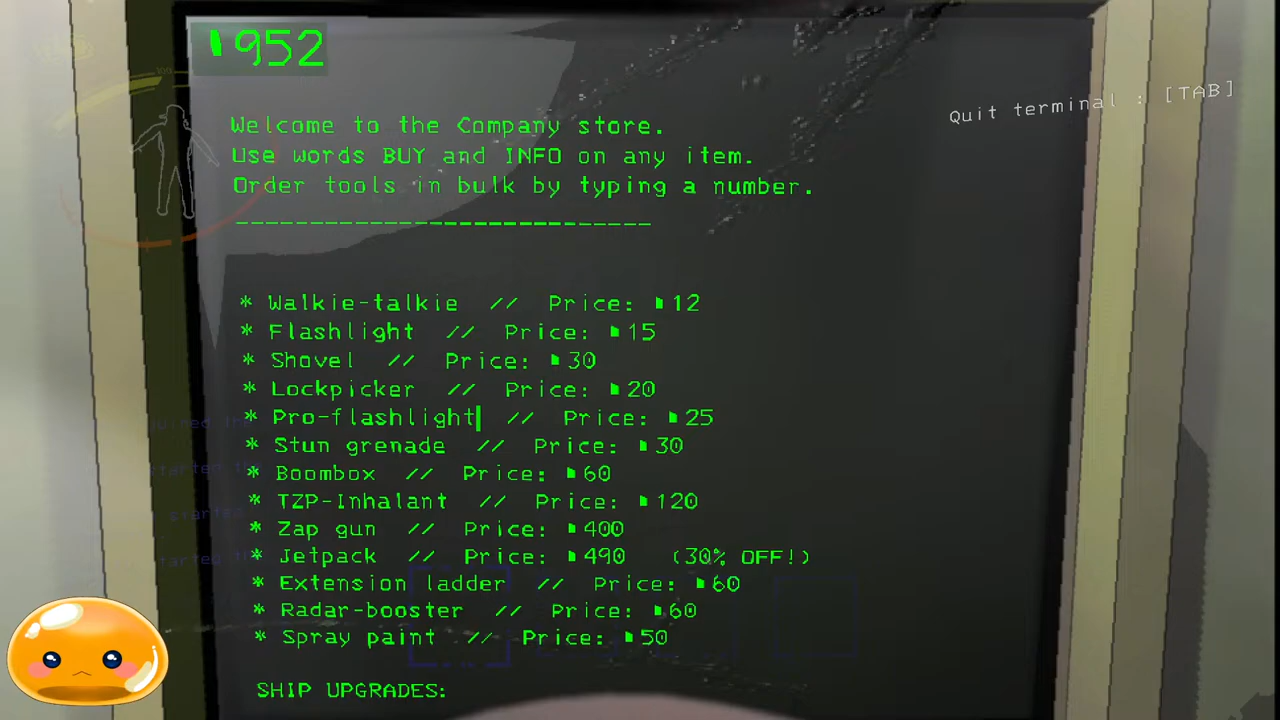 952
Quit terminal : [TAB]
Welcome to the Company store.
Use words BUY and INFO on any item.
Order tools in bulk by typing a number.
----------------------------
* Walkie-talkie // Price: ▮12
* Flashlight // Price: ▮15
* Shovel // Price: ▮30
* Lockpicker // Price: ▮20
* Pro-flashlight // Price: ▮25
* Stun grenade // Price: ▮30
* Boombox // Price: ▮60
* TZP-Inhalant // Price: ▮120
* Zap gun // Price: ▮400
* Jetpack // Price: ▮490 (30% OFF!)
* Extension ladder // Price: ▮60
* Radar-booster // Price: ▮60
* Spray paint // Price: ▮50
SHIP UPGRADES: